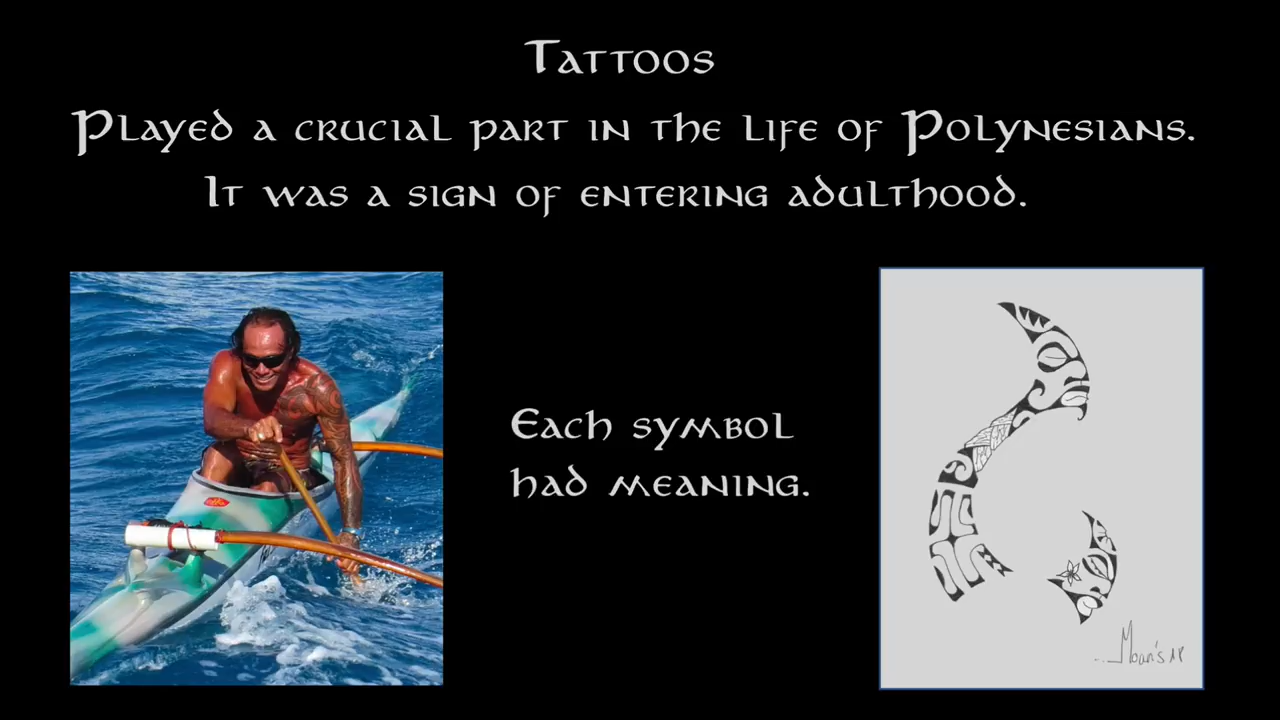 Tattoos
Played a crucial part in the life of Polynesians.
It was a sign of entering adulthood.
Each symbol
had meaning.